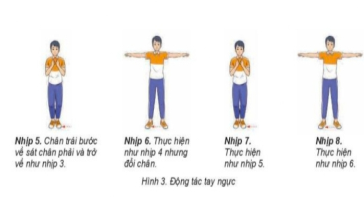 Nhịp 5. Chân trái bước
về sát chân phải và trở
về như nhịp 3.
Nhịp 6. Thực hiện
như nhịp 4 nhưng
đổi chân.
Nhịp 7.
Thực hiện
như nhịp 5.
Nhịp 8.
Thực hiện
như nhịp 6.
Hình 3. Động tác tay ngực